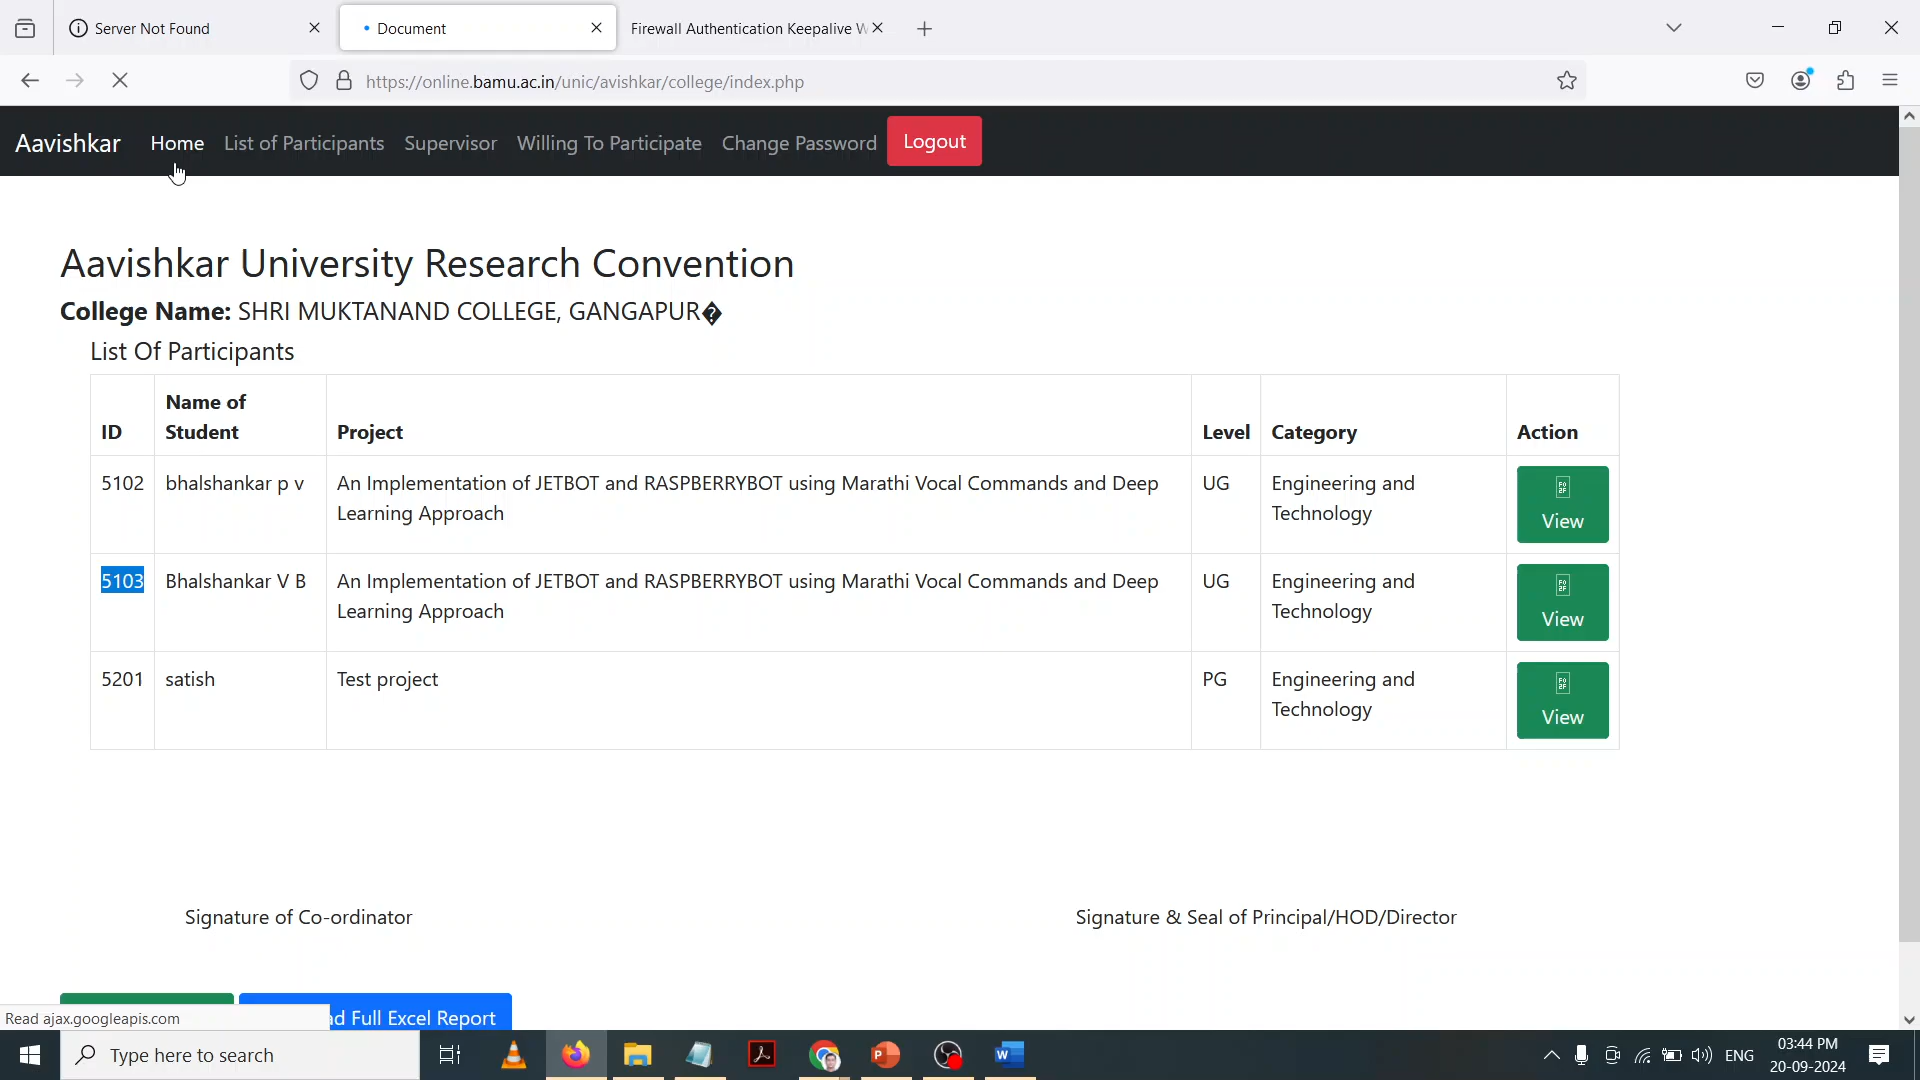 Server Not Found
Document
Firewall Authentication Keepalive W
https://online.bamu.ac.in/unic/avishkar/college/index.php
Aavishkar Home List of Participants Supervisor Willing To Participate Change Password Logout
Aavishkar University Research Convention
College Name: SHRI MUKTANAND COLLEGE, GANGAPUR�
List Of Participants
ID Name of Student Project Level Category Action
5102 bhalshankar p v An Implementation of JETBOT and RASPBERRYBOT using Marathi Vocal Commands and Deep Learning Approach UG Engineering and Technology View
5103 Bhalshankar V B An Implementation of JETBOT and RASPBERRYBOT using Marathi Vocal Commands and Deep Learning Approach UG Engineering and Technology View
5201 satish Test project PG Engineering and Technology View
Signature of Co-ordinator Signature & Seal of Principal/HOD/Director
Read ajax.googleapis.com
Full Excel Report
Type here to search
ENG
03:44 PM
20-09-2024